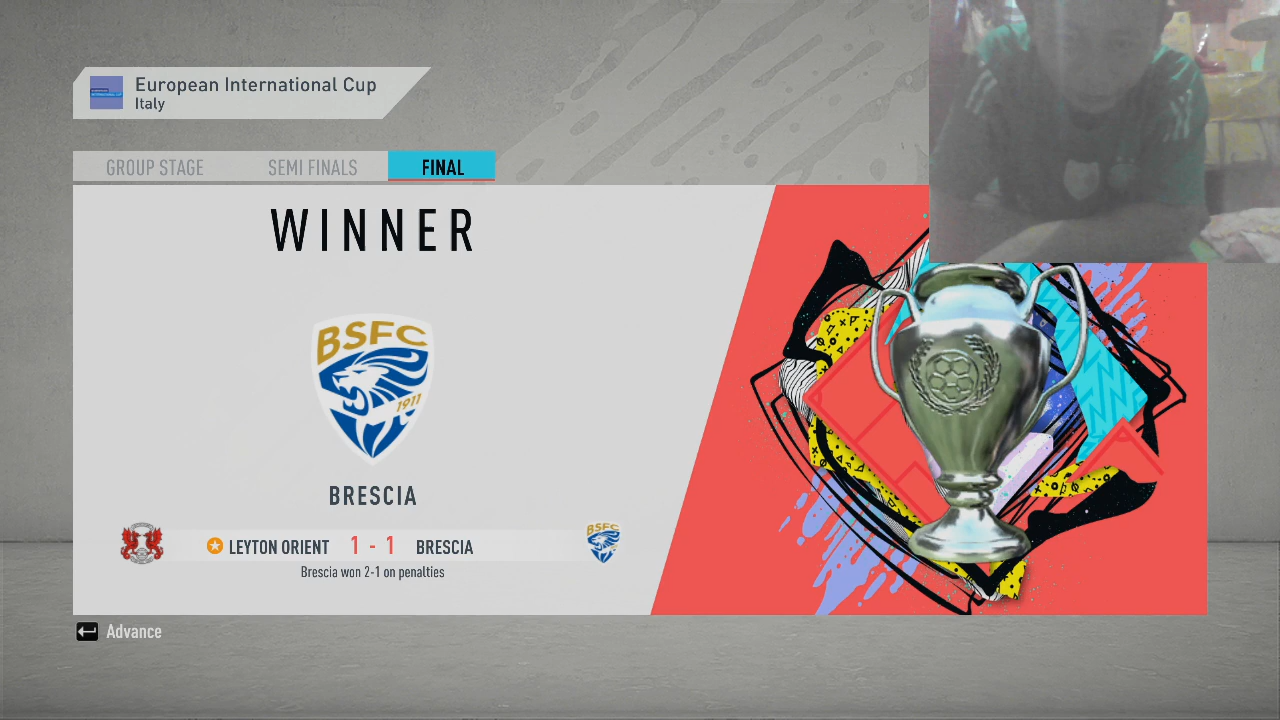 European International Cup
Italy
GROUP STAGE SEMI FINALS FINAL
WINNER
BSFC
1911
BRESCIA
LEYTON ORIENT 1 - 1 BRESCIA
BSFC
Brescia won 2-1 on penalties
Advance